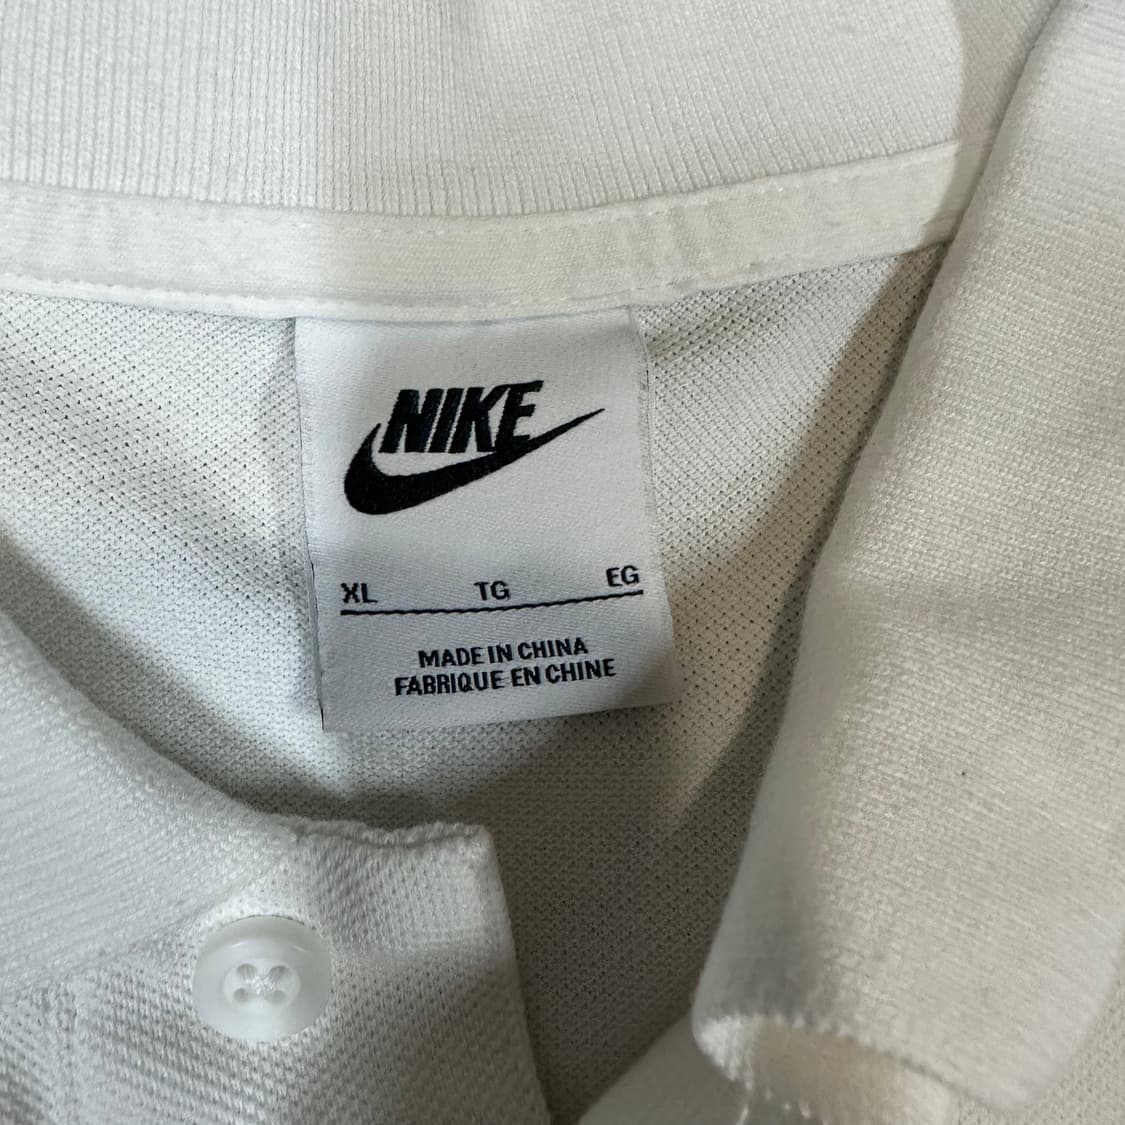 NIKE
XL TG EG
MADE IN CHINA
FABRIQUE EN CHINE